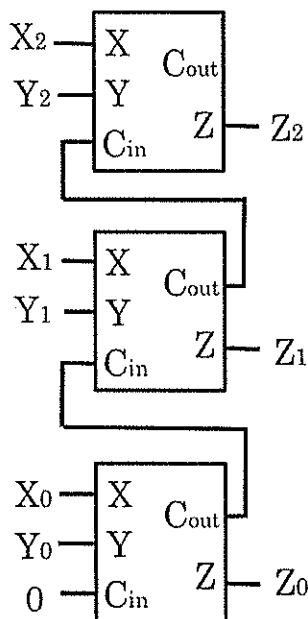 X2 X Cout
Y2 Y
Cin Z Z2
X1 X Cout
Y1 Y
Cin Z Z1
X0 X Cout
Y0 Y
0 Cin Z Z0